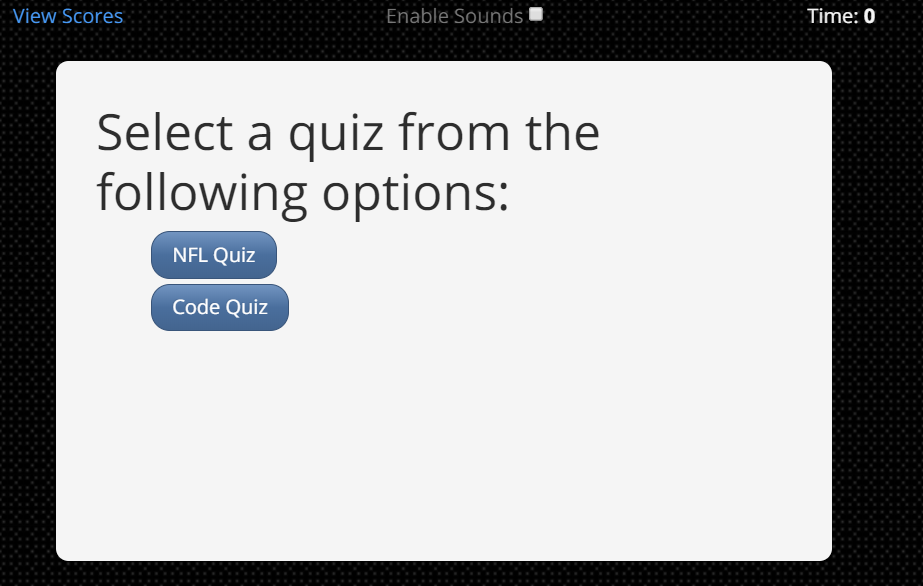 View Scores
Enable Sounds
Time: 0
Select a quiz from the
following options:
NFL Quiz
Code Quiz